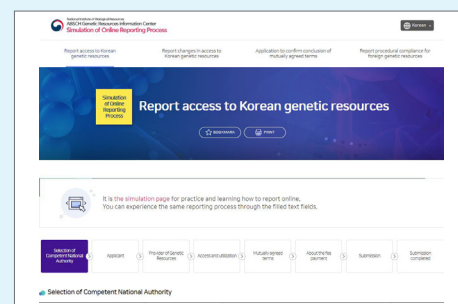 National Institute of Biological Resources
ABSCH Genetic Resources Information Center
Simulation of Online Reporting Process
Korean
Report access to Korean
genetic resources
Report changes in access to
Korean genetic resources
Application to confirm conclusion of
mutually agreed terms
Report procedural compliance for
foreign genetic resources
Simulation
of Online
Reporting
Process
Report access to Korean genetic resources
BOOKMARK
PRINT
It is the simulation page for practice and learning how to report online.
You can experience the same reporting process through the filled text fields.
Selection of
Competent National
Authority
Applicant
Provider of Genetic
Resources
Access and utilization
Mutually agreed
terms
About the fee
payment
Submission
Submission
completed
Selection of Competent National Authority